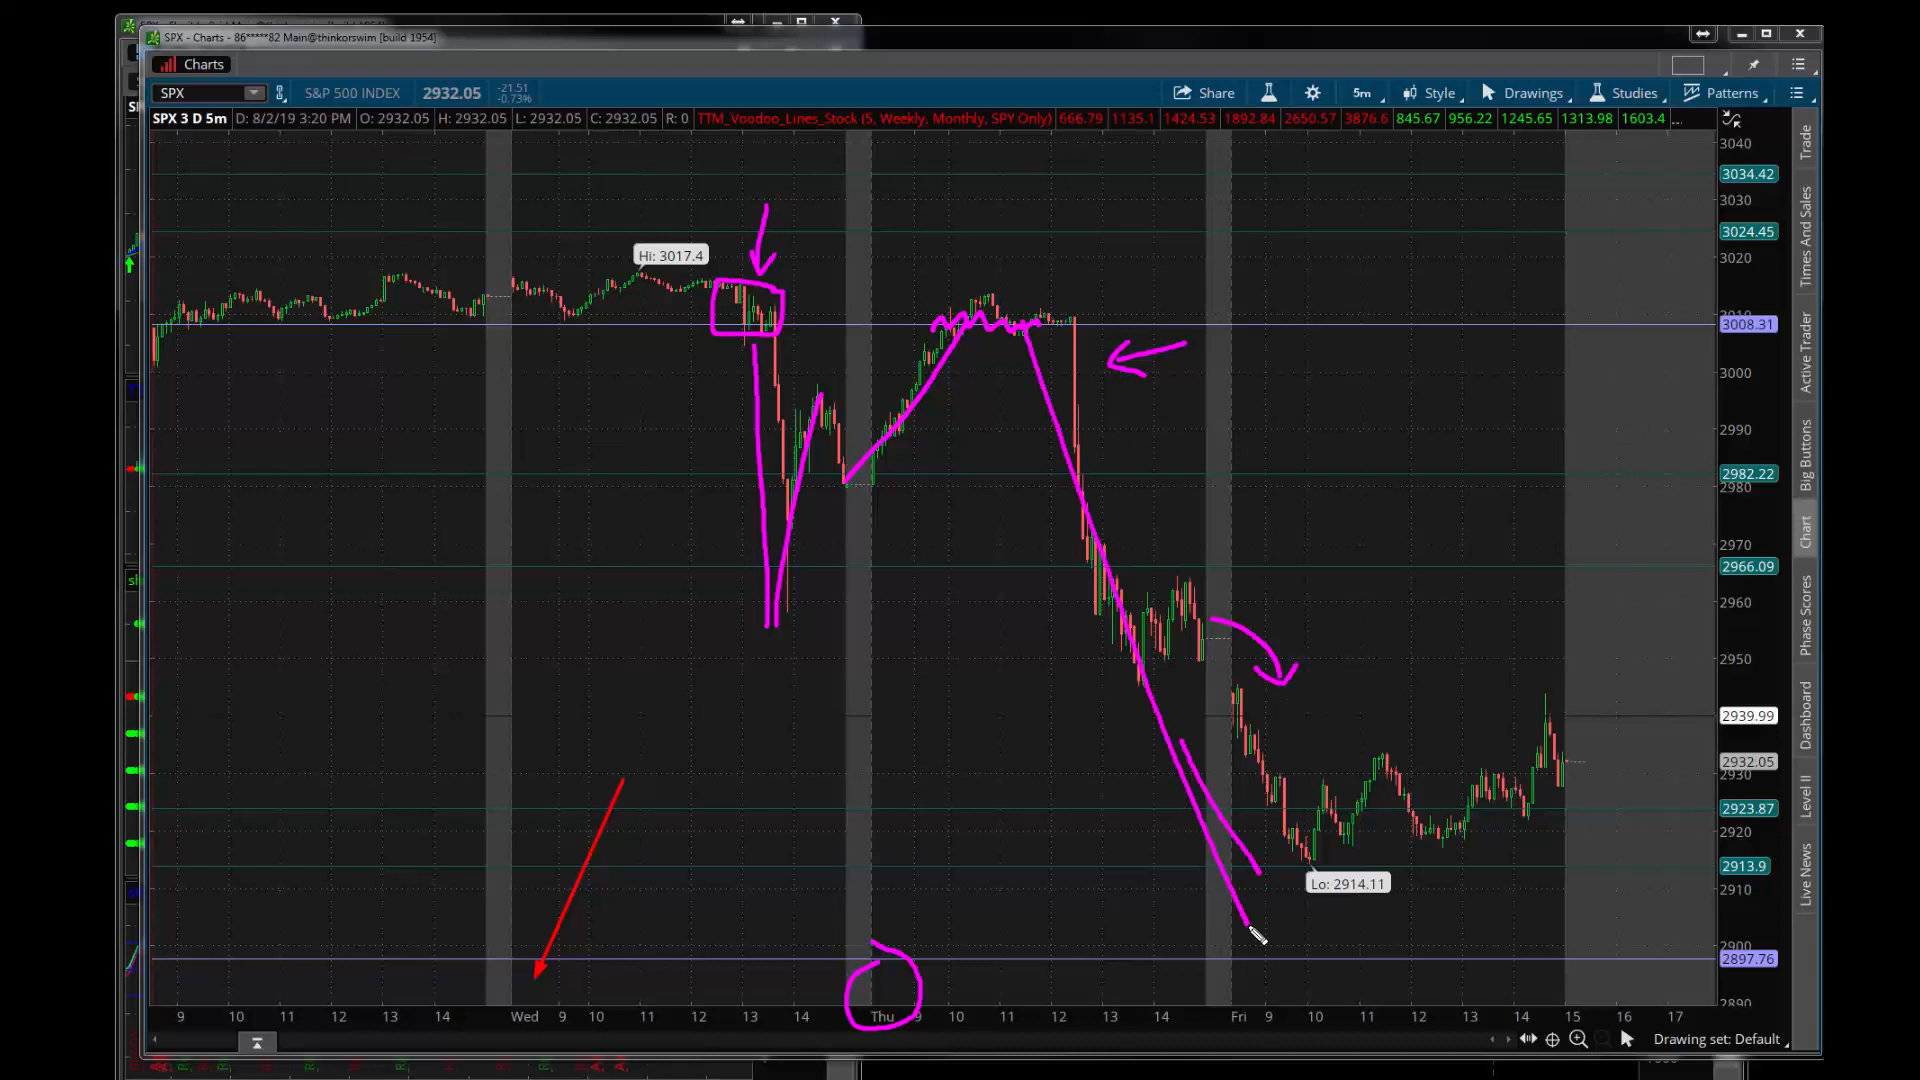 SPX - Charts - 86*****82 Main@thinkorswim [build 1954]
Charts
SPX S&P 500 INDEX 2932.05 -21.51 -0.73% Share 5m Style Drawings Studies Patterns
SPX 3 D 5m D: 8/2/19 3:20 PM O: 2932.05 H: 2932.05 L: 2932.05 C: 2932.05 R: 0 TTM_Voodoo_Lines_Stock (5, Weekly, Monthly, SPY Only) 666.79 1135.1 1424.53 1892.84 2650.57 3876.6 845.67 956.22 1245.65 1313.98 1603.4 ...
3040
3034.42
3030
3024.45
3020
Hi: 3017.4
3008.31
3000
2990
2982.22
2980
2970
2966.09
2960
2950
2939.99
2932.05
2930
2923.87
2920
2913.9
Lo: 2914.11
2910
2900
2897.76
2890
9 10 11 12 13 14 Wed 9 10 11 12 13 14 Thu 9 10 11 12 13 14 Fri 9 10 11 12 13 14 15 16 17
Drawing set: Default
Trade
Times And Sales
Active Trader
Big Buttons
Chart
Phase Scores
Dashboard
Level II
Live News